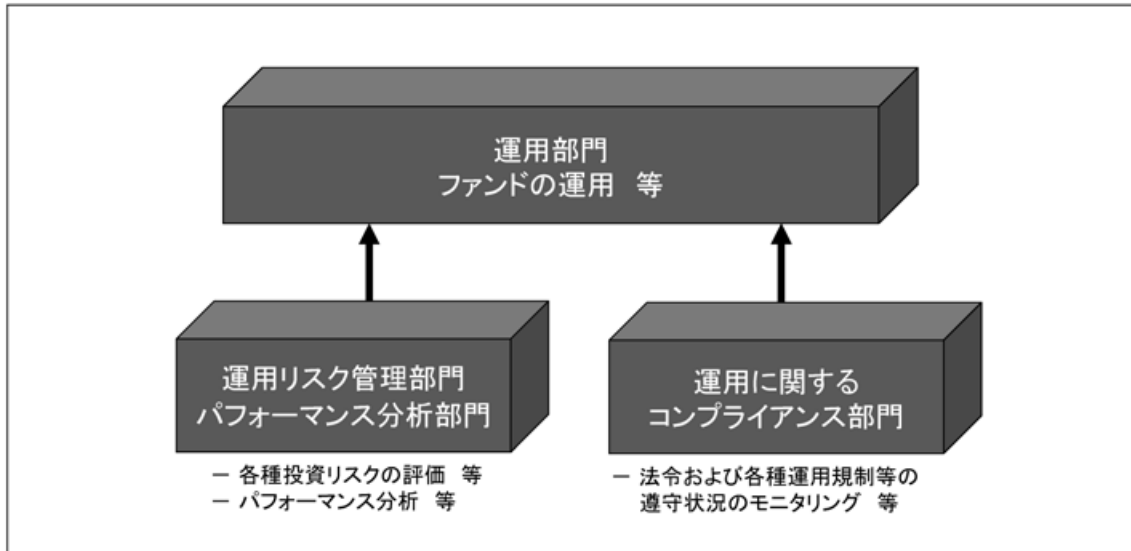 運用部門
ファンドの運用 等
運用リスク管理部門
パフォーマンス分析部門
－ 各種投資リスクの評価 等
－ パフォーマンス分析 等
運用に関する
コンプライアンス部門
－ 法令および各種運用規制等の
遵守状況のモニタリング 等